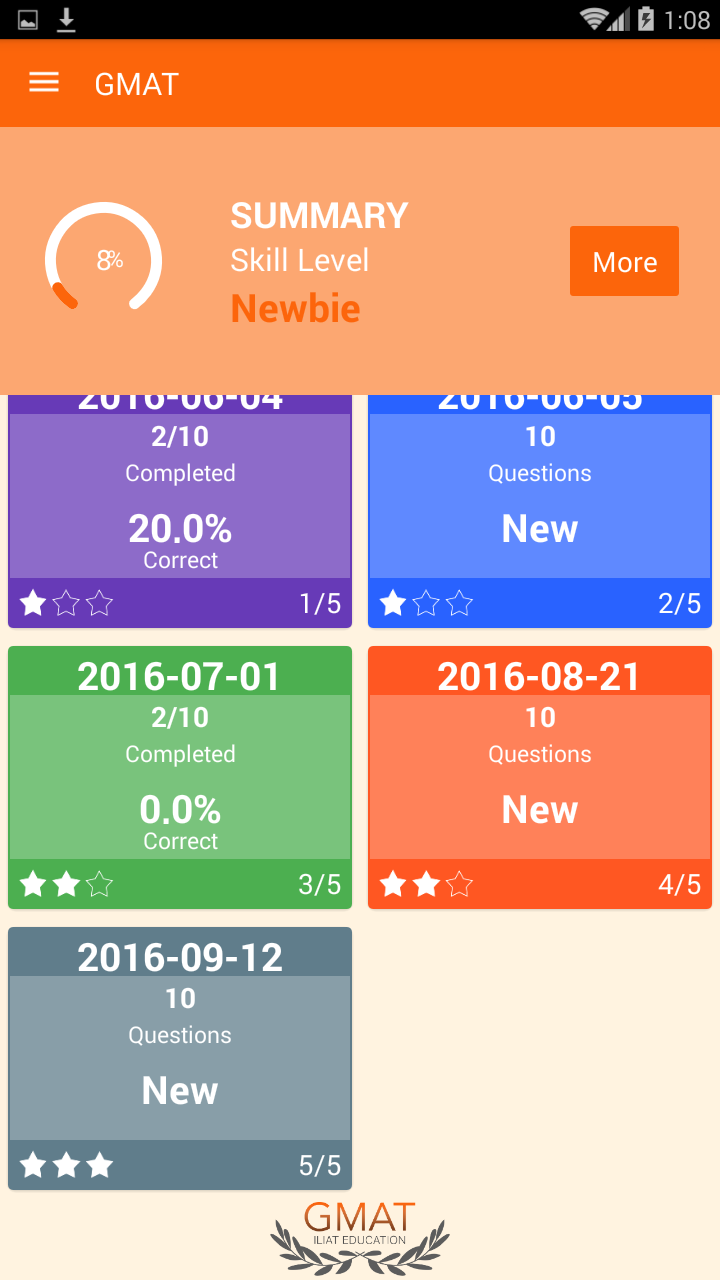 1:08
GMAT
8%
SUMMARY
Skill Level
Newbie
More
2016-06-04
2/10
Completed
20.0%
Correct
1/5
2016-06-05
10
Questions
New
2/5
2016-07-01
2/10
Completed
0.0%
Correct
3/5
2016-08-21
10
Questions
New
4/5
2016-09-12
10
Questions
New
5/5
GMAT
ILIAT EDUCATION